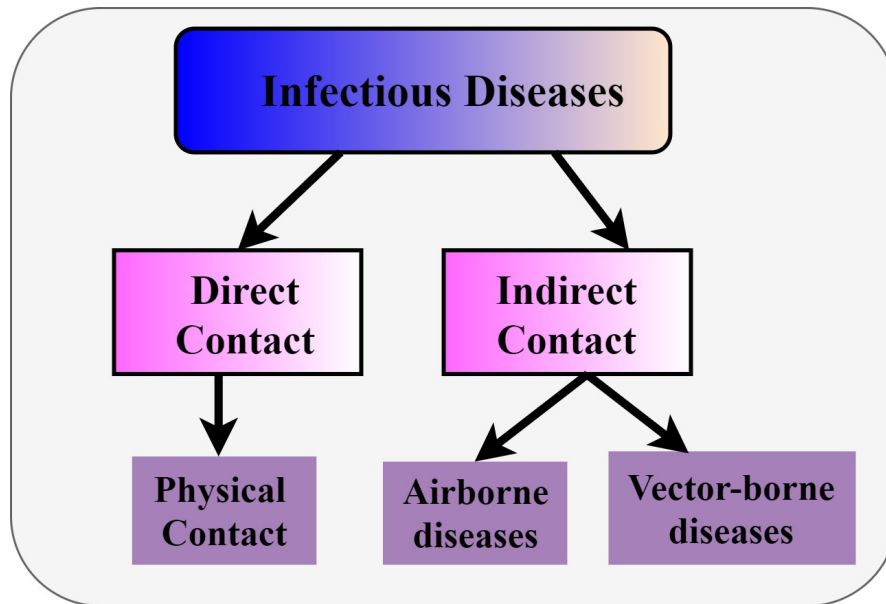 Infectious Diseases
Direct
Contact
Indirect
Contact
Physical
Contact
Airborne
diseases
Vector-borne
diseases